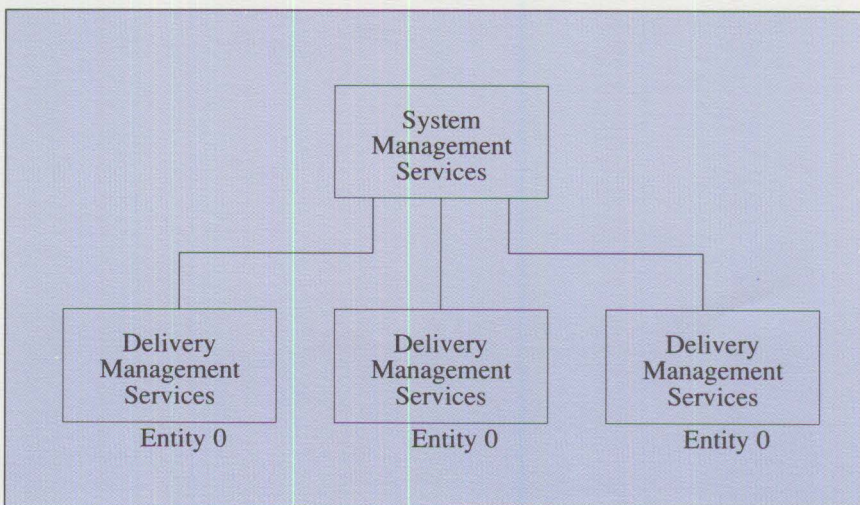 System
Management
Services
Delivery
Management
Services
Entity 0
Delivery
Management
Services
Entity 0
Delivery
Management
Services
Entity 0